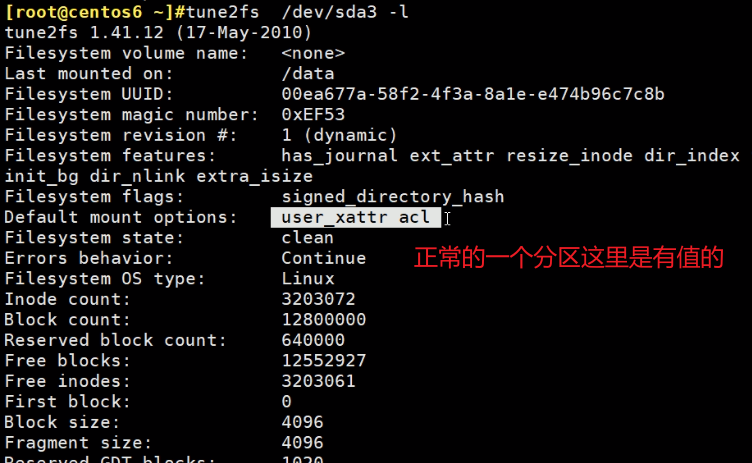 [root@centos6 ~]#tune2fs  /dev/sda3 -l
tune2fs 1.41.12 (17-May-2010)
Filesystem volume name:   <none>
Last mounted on:          /data
Filesystem UUID:          00ea677a-58f2-4f3a-8a1e-e474b96c7c8b
Filesystem magic number:  0xEF53
Filesystem revision #:    1 (dynamic)
Filesystem features:      has_journal ext_attr resize_inode dir_index
init_bg dir_nlink extra_isize
Filesystem flags:         signed_directory_hash
Default mount options:    user_xattr acl
Filesystem state:         clean
正常的一个分区这里是有值的
Errors behavior:          Continue
Filesystem OS type:       Linux
Inode count:              3203072
Block count:              12800000
Reserved block count:     640000
Free blocks:              12552927
Free inodes:              3203061
First block:              0
Block size:               4096
Fragment size:            4096
Reserved GDT blocks:      1020